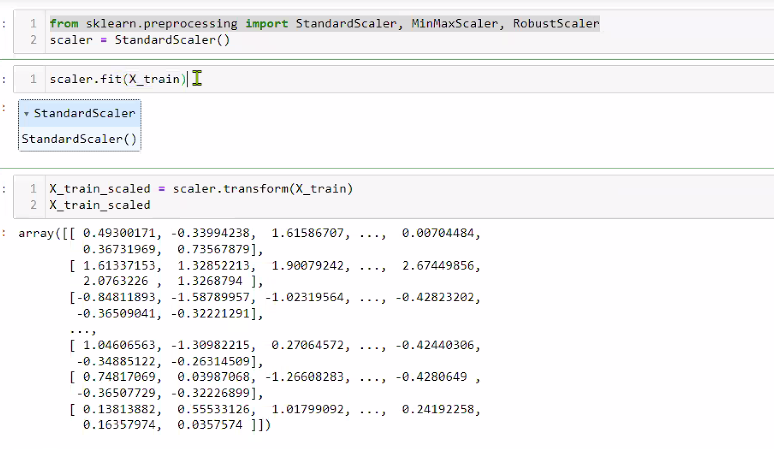 : 1 from sklearn.preprocessing import StandardScaler, MinMaxScaler, RobustScaler
2 scaler = StandardScaler()
: 1 scaler.fit(X_train)
: ▾ StandardScaler
StandardScaler()
: 1 X_train_scaled = scaler.transform(X_train)
2 X_train_scaled
: array([[ 0.49300171, -0.33994238,  1.61586707, ...,  0.00704484,
0.36731969,  0.73567879],
[ 1.61337153,  1.32852213,  1.90079242, ...,  2.67449856,
2.0763226 ,  1.3268794 ],
[-0.84811893, -1.58789957, -1.02319564, ..., -0.42823202,
-0.36509041, -0.32221291],
...,
[ 1.04606563, -1.30982215,  0.27064572, ..., -0.42440306,
-0.34885122, -0.26314509],
[ 0.74817069,  0.03987068, -1.26608283, ..., -0.4280649 ,
-0.36507729, -0.32226899],
[ 0.13813882,  0.55533126,  1.01799092, ...,  0.24192258,
0.16357974,  0.0357574 ]])